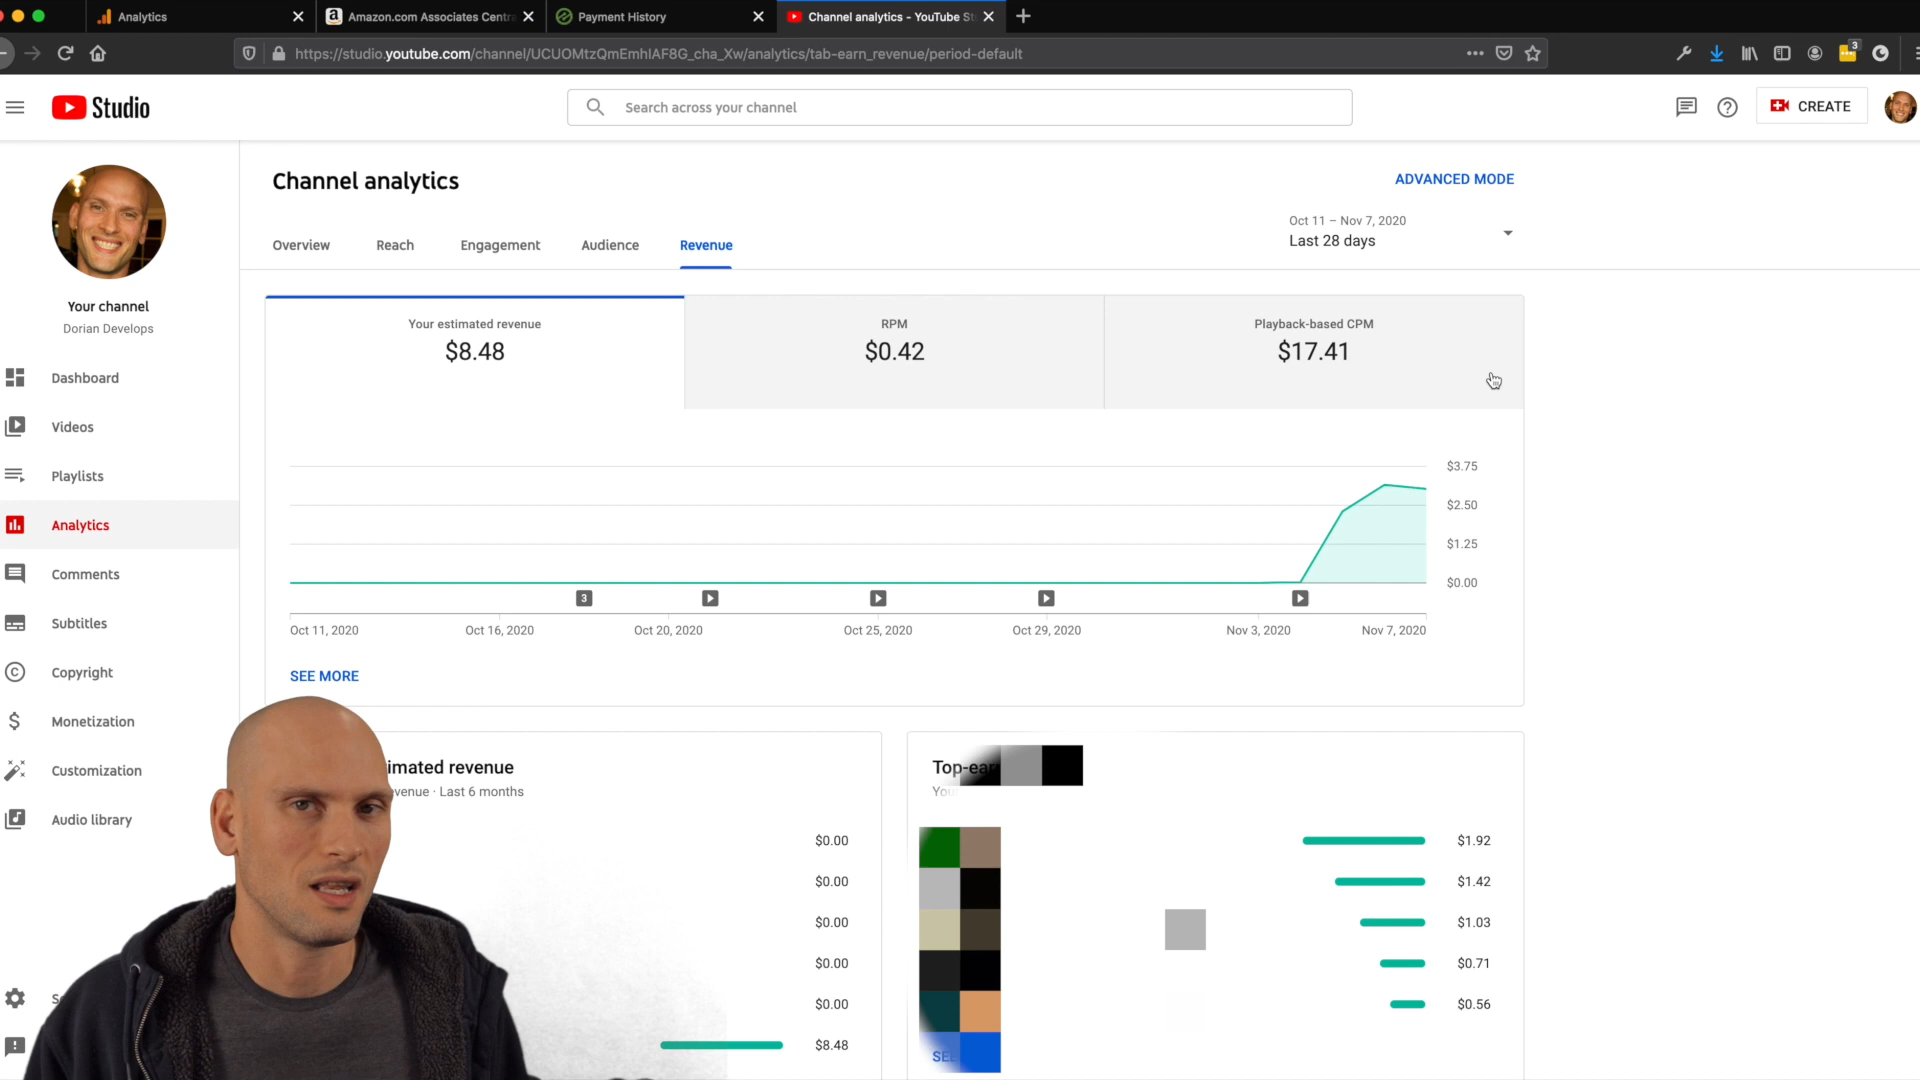 Analytics
Amazon.com Associates Centr
Payment History
Channel analytics - YouTube St
https://studio.youtube.com/channel/UCUOMtzQmEmhIAF8G_cha_Xw/analytics/tab-earn_revenue/period-default
3
Studio
Search across your channel
CREATE
Your channel
Dorian Develops
Dashboard
Videos
Playlists
Analytics
Comments
Subtitles
Copyright
Monetization
Customization
Audio library
Channel analytics
ADVANCED MODE
Overview
Reach
Engagement
Audience
Revenue
Oct 11 – Nov 7, 2020
Last 28 days
Your estimated revenue
$8.48
RPM
$0.42
Playback-based CPM
$17.41
$3.75
$2.50
$1.25
$0.00
3
Oct 11, 2020
Oct 16, 2020
Oct 20, 2020
Oct 25, 2020
Oct 29, 2020
Nov 3, 2020
Nov 7, 2020
SEE MORE
imated revenue
evenue · Last 6 months
$0.00
$0.00
$0.00
$0.00
$0.00
$8.48
Top-ear
You
$1.92
$1.42
$1.03
$0.71
$0.56
SEE